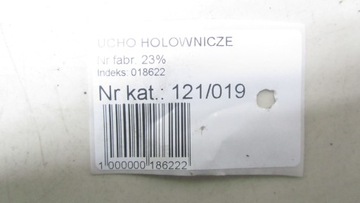 UCHO HOLOWNICZE
Nr fabr. 23%
Indeks: 018622
Nr kat.: 121/019
1 000000 186222